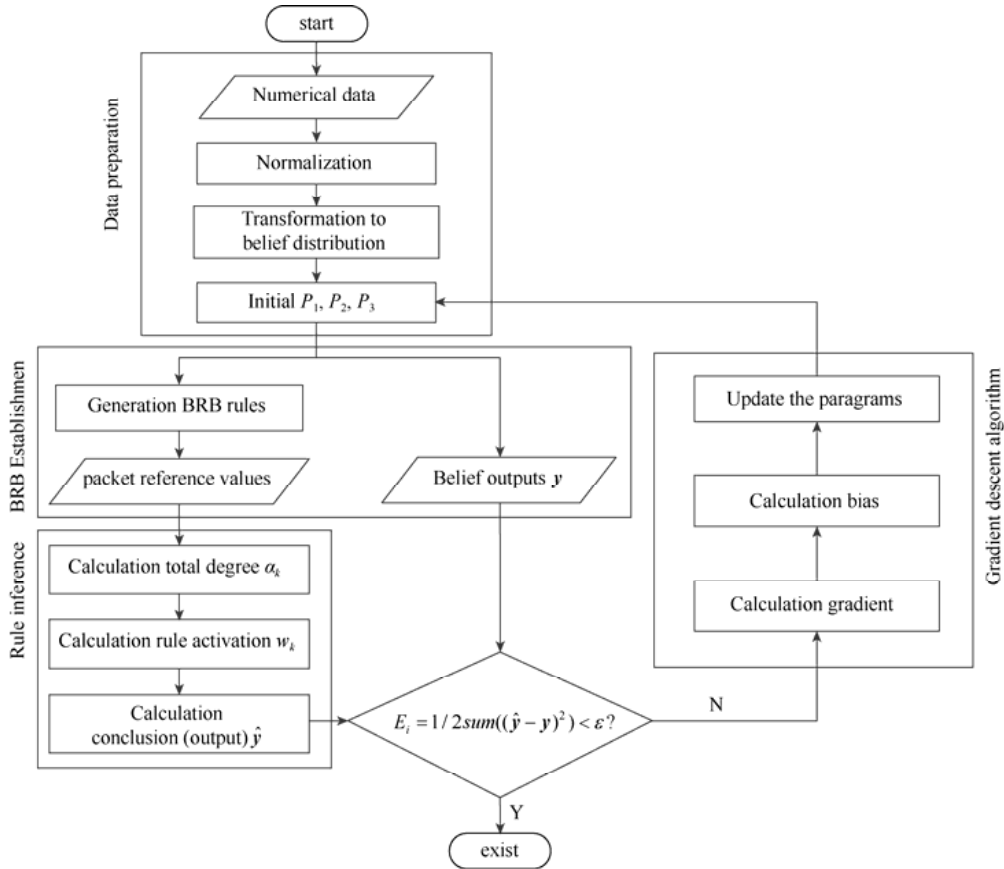 start
Data preparation
Numerical data
Normalization
Transformation to
belief distribution
Initial P₁, P₂, P₃
BRB Establishmen
Generation BRB rules
packet reference values
Belief outputs y
Rule inference
Calculation total degree αₖ
Calculation rule activation wₖ
Calculation
conclusion (output) ŷ
Eᵢ = 1/2sum((ŷ − y)²) < ε?
N
Y
exist
Gradient descent algorithm
Update the paragrams
Calculation bias
Calculation gradient